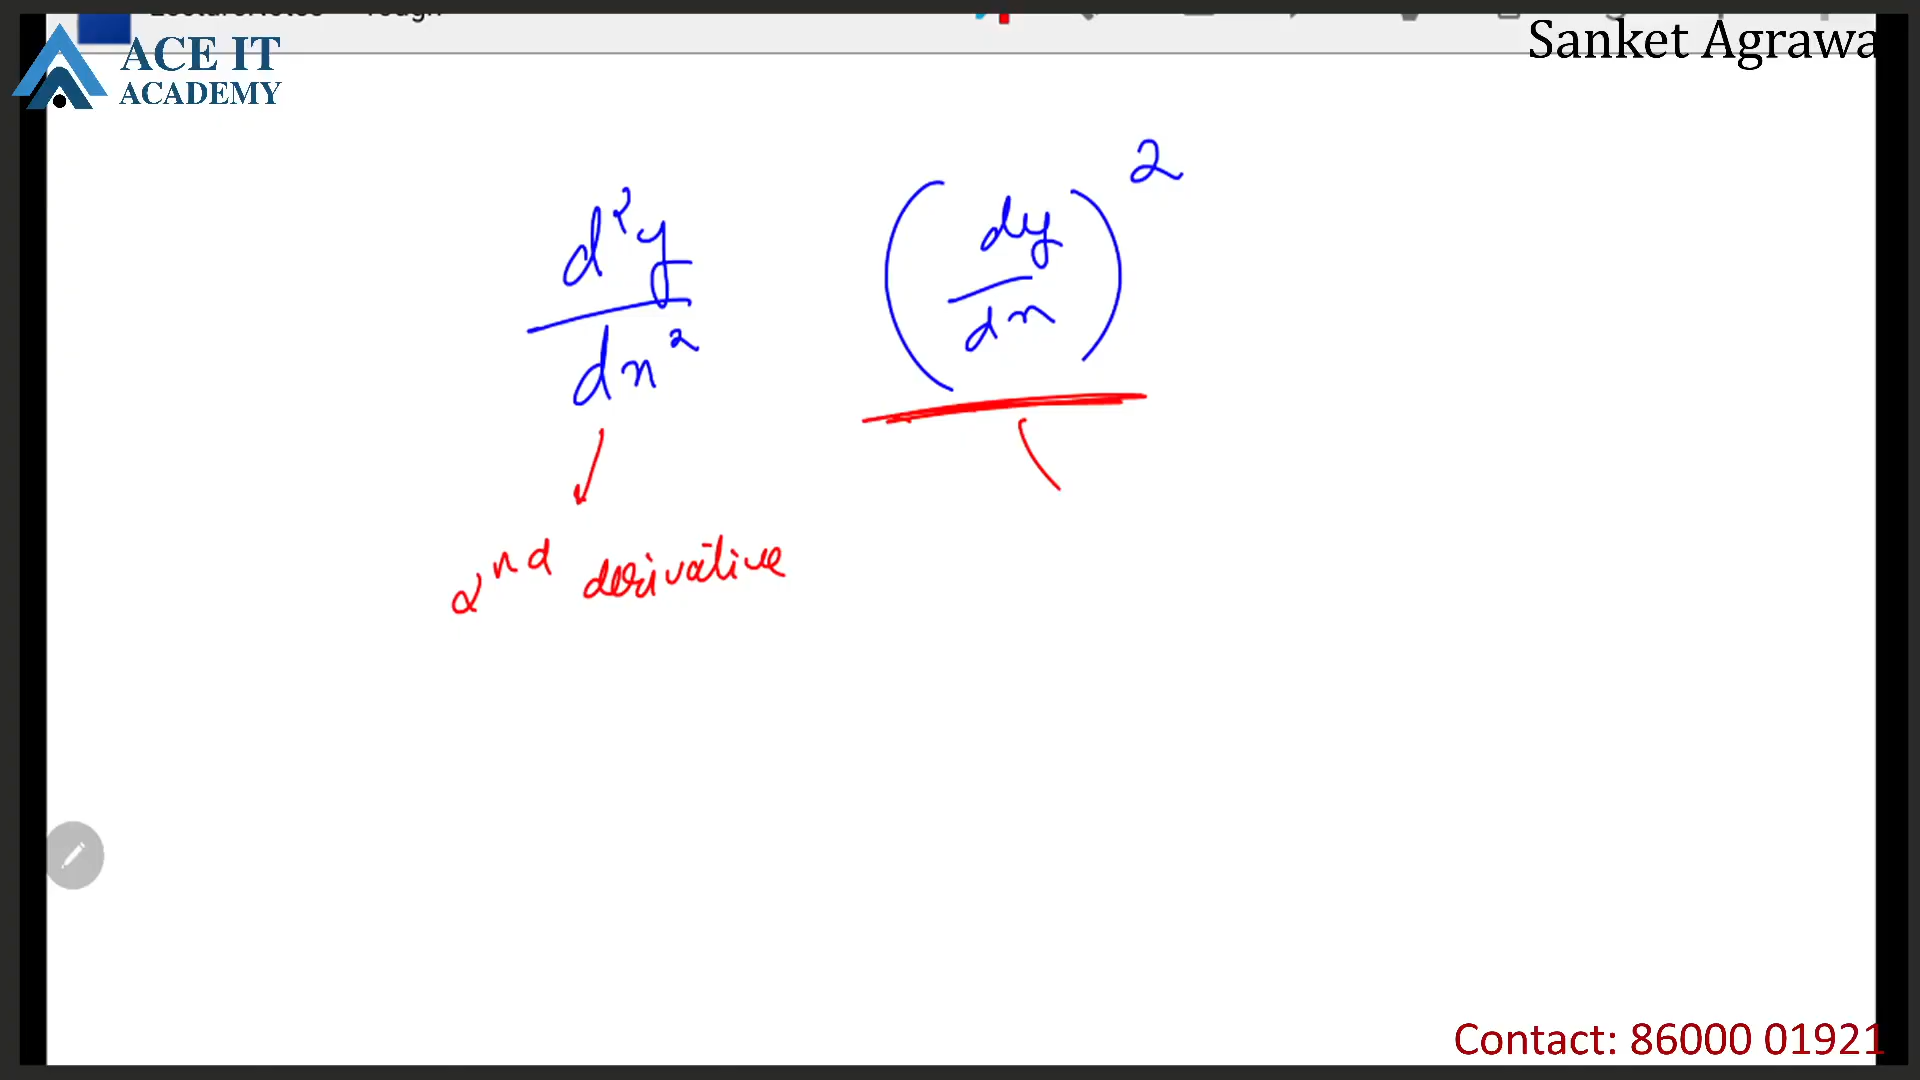 Sanket Agrawa
ACE IT
ACADEMY
d²y
dx²
(dy/dx)²
2nd derivative
Contact: 86000 01921